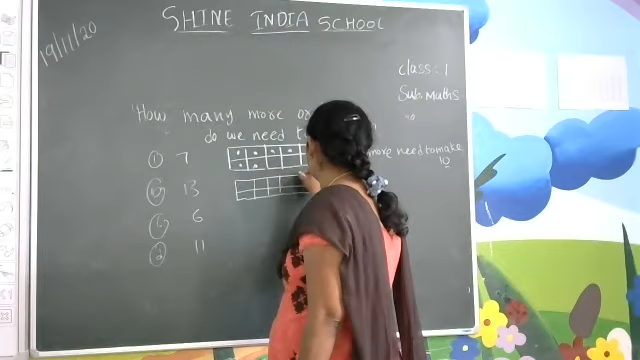 SHINE INDIA SCHOOL
19/11/20
class: 1
Sub: Maths
How many more or
do we need
① 7 more need to make
10
13
6
11